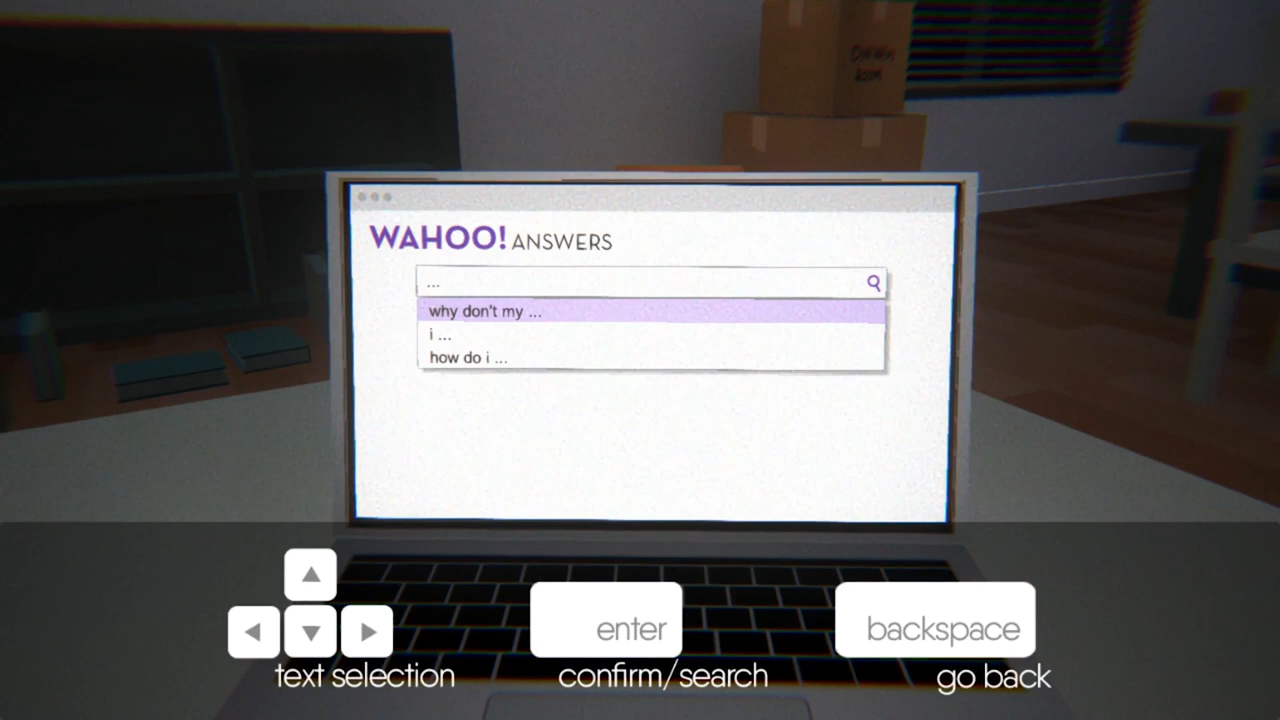 WAHOO! ANSWERS
...
why don't my ...
i ...
how do i ...
enter
backspace
text selection
confirm/search
go back